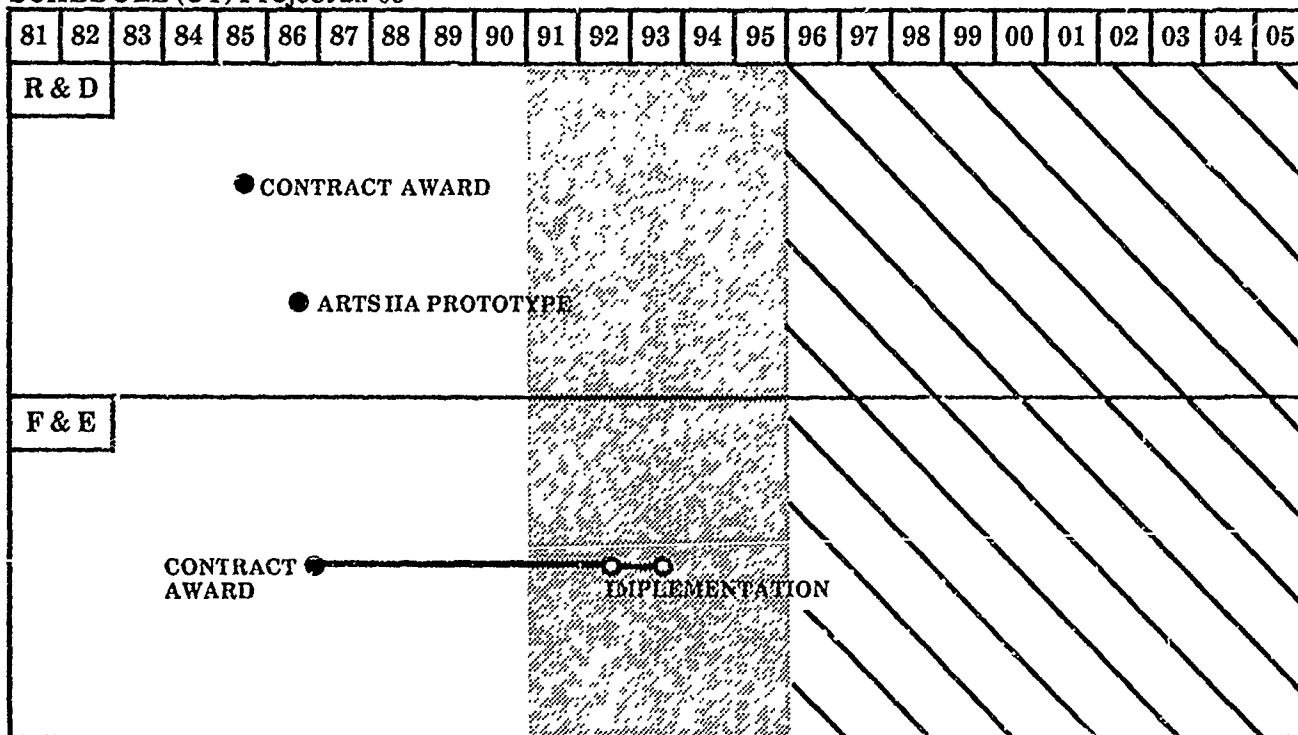 81 82 83 84 85 86 87 88 89 90 91 92 93 94 95 96 97 98 99 00 01 02 03 04 05
R & D
CONTRACT AWARD
ARTS IIA PROTOTYPE
F & E
CONTRACT
AWARD
IMPLEMENTATION